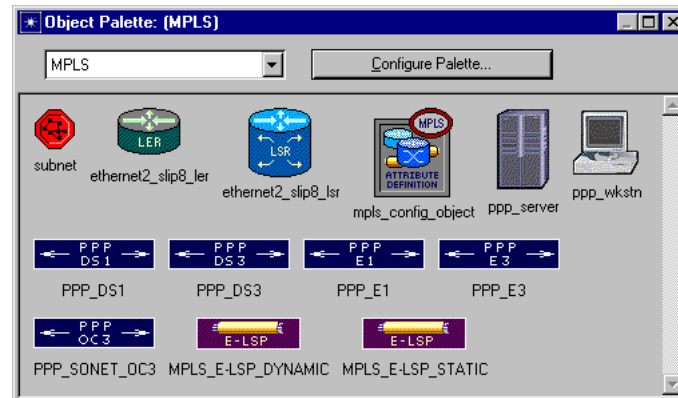 Object Palette: (MPLS)
MPLS
Configure Palette...
LER
LSR
MPLS
ATTRIBUTE
DEFINITION
subnet
ethernet2_slip8_ler
ethernet2_slip8_lsr
mpls_config_object
ppp_server
ppp_wkstn
PPP
DS1
PPP
DS3
PPP
E1
PPP
E3
PPP_DS1
PPP_DS3
PPP_E1
PPP_E3
PPP
OC3
E-LSP
E-LSP
PPP_SONET_OC3
MPLS_E-LSP_DYNAMIC
MPLS_E-LSP_STATIC